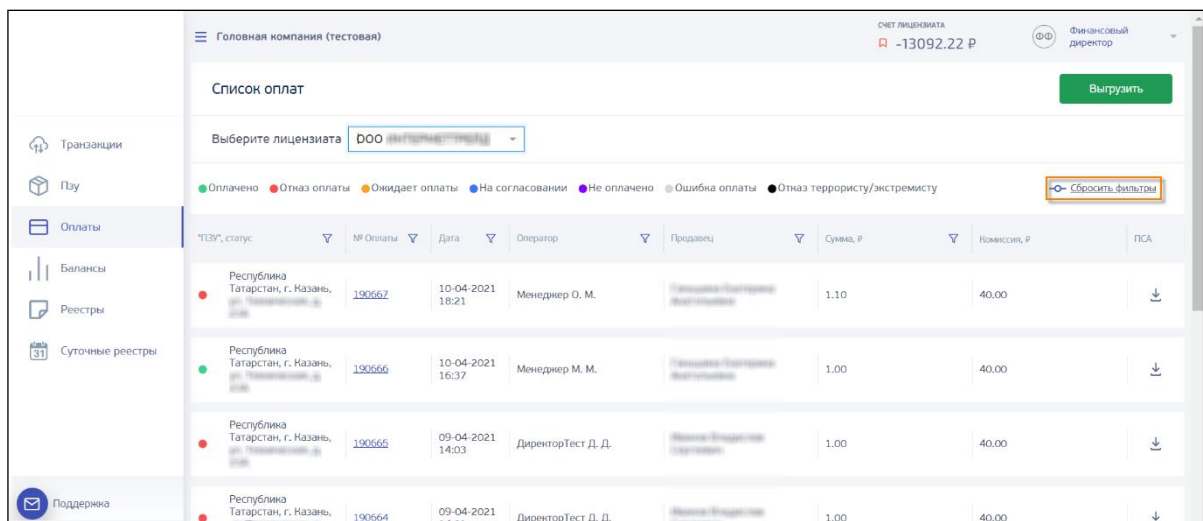 Головная компания (тестовая)
СЧЕТ ЛИЦЕНЗИАТА
-13092.22 ₽
ФФ
Финансовый
директор
Список оплат
Выгрузить
Выберите лицензиата
ООО
Транзакции
Пзу
Оплаты
Балансы
Реестры
31
Суточные реестры
Поддержка
Оплачено Отказ оплаты Ожидает оплаты На согласовании Не оплачено Ошибка оплаты Отказ террористу/экстремисту
Сбросить фильтры
"ПЗУ", статус № Оплаты Дата Оператор Продавец Сумма, ₽ Комиссия, ₽ ПСА
Республика
Татарстан, г. Казань,
190667
10-04-2021
18:21
Менеджер О. М.
1.10
40.00
Республика
Татарстан, г. Казань,
190666
10-04-2021
16:37
Менеджер М. М.
1.00
40.00
Республика
Татарстан, г. Казань,
190665
09-04-2021
14:03
ДиректорТест Д. Д.
1.00
40.00
Республика
Татарстан, г. Казань,
190664
09-04-2021
ДиректорТест Д. Д.
1.00
40.00